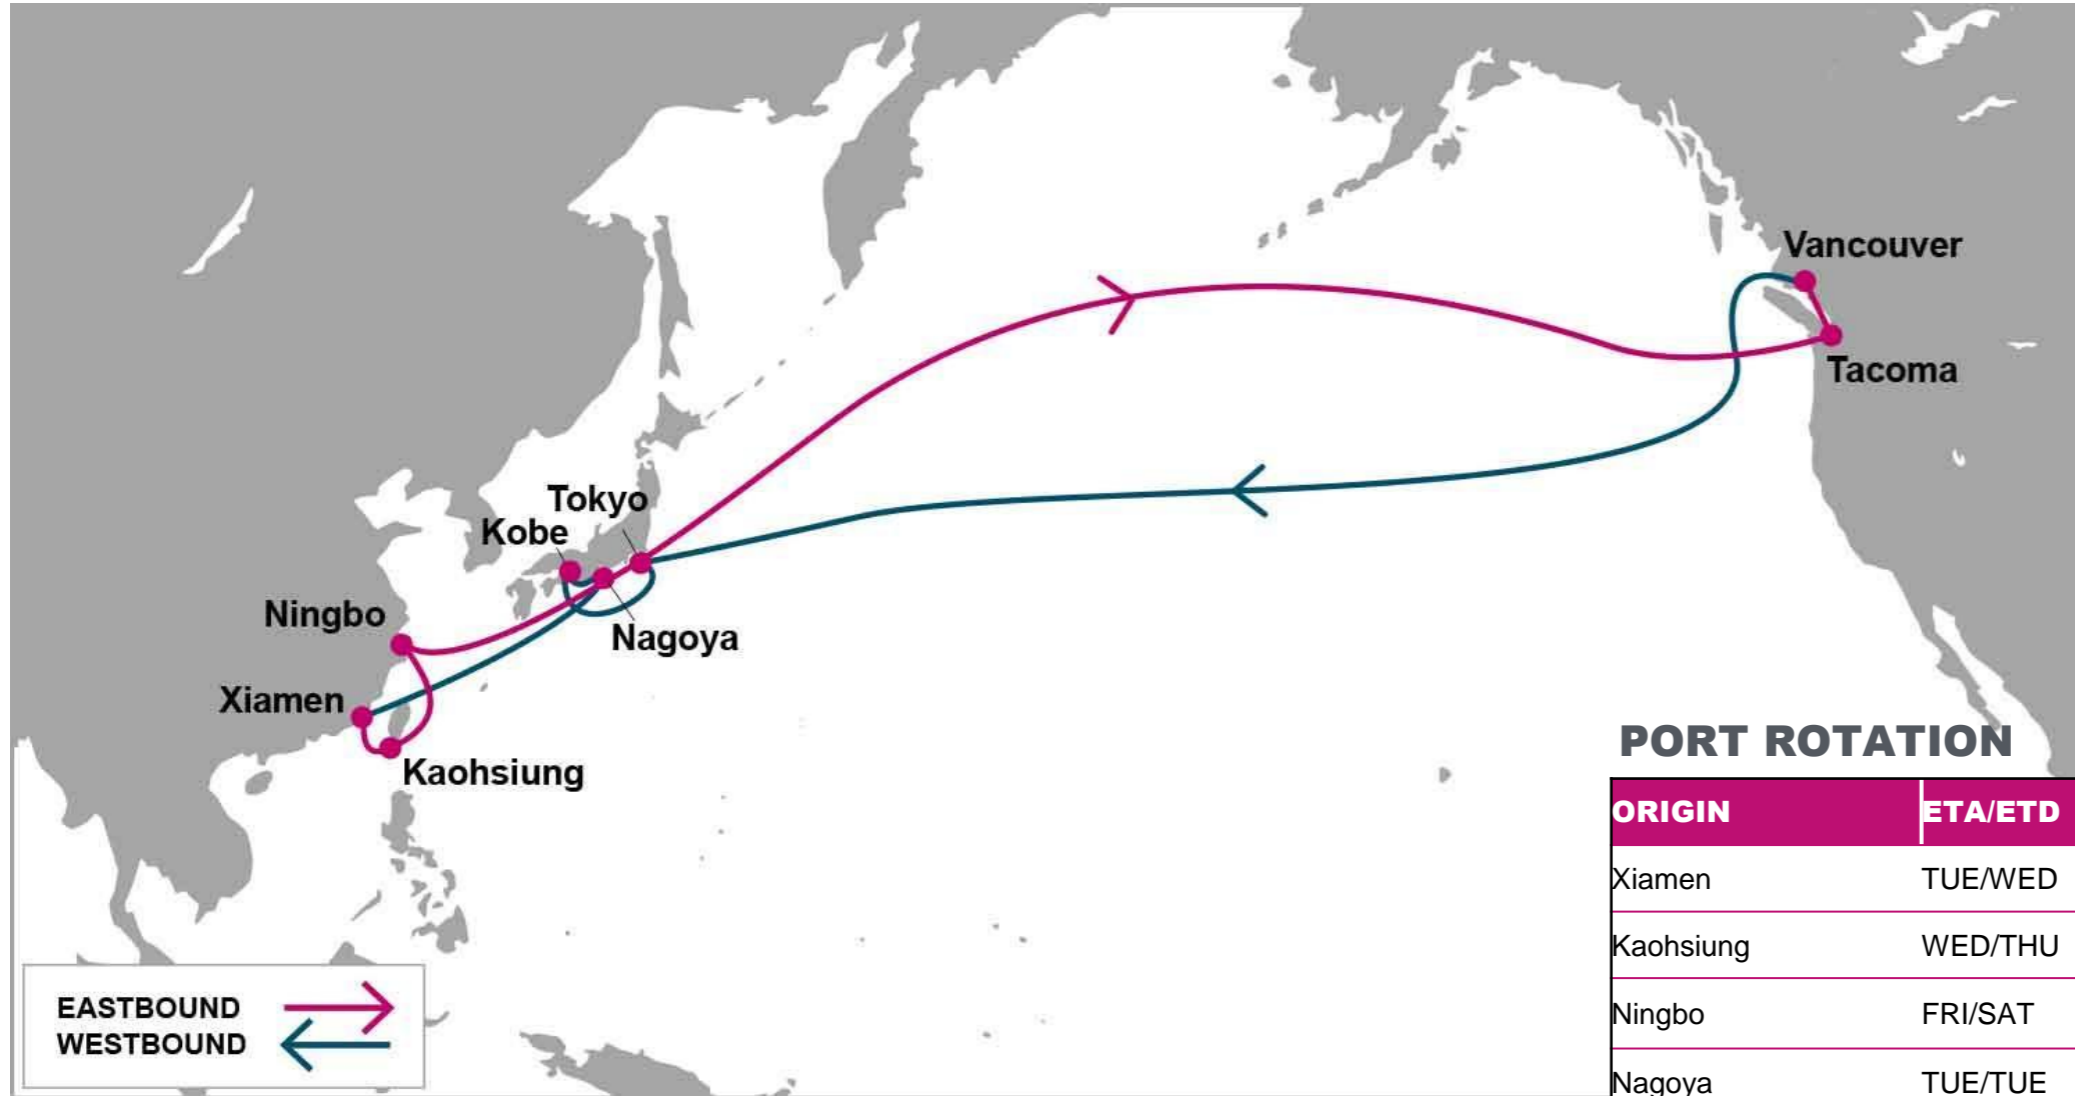 Vancouver
Tacoma
Tokyo
Kobe
Ningbo
Nagoya
Xiamen
Kaohsiung
EASTBOUND
WESTBOUND
PORT ROTATION
ORIGIN ETA/ETD
Xiamen TUE/WED
Kaohsiung WED/THU
Ningbo FRI/SAT
Nagoya TUE/TUE